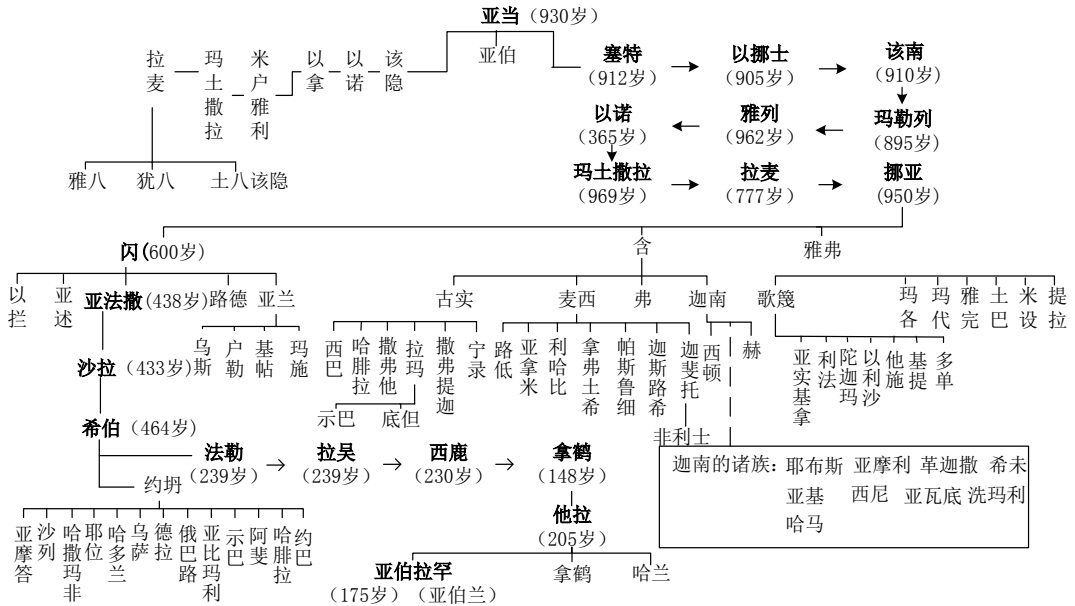 亚当 (930岁)
亚伯
拉麦
玛土撒拉
米户雅利
以拿
以诺
该隐
塞特
(912岁)
以挪士
(905岁)
该南
(910岁)
以诺
(365岁)
雅列
(962岁)
玛勒列
(895岁)
雅八
犹八
土八该隐
玛土撒拉
(969岁)
拉麦
(777岁)
挪亚
(950岁)
闪(600岁)
含
雅弗
以拦
亚述
亚法撒(438岁)
路德
亚兰
古实
麦西
弗
迦南
歌篾
玛各
玛代
雅完
土巴
米设
提拉
乌斯
户勒
基帖
玛施
西巴
哈腓拉
撒弗他
拉玛
撒弗提迦
宁录
路低
亚拿米
利哈比
拿弗土希
帕斯鲁细
迦斯路希
迦斐托
西顿
赫
亚实基拿
利法
陀迦玛
以利沙
他施
基提
多单
沙拉(433岁)
示巴
底但
非利士
希伯(464岁)
法勒
(239岁)
拉吴
(239岁)
西鹿
(230岁)
拿鹤
(148岁)
约坍
迦南的诸族: 耶布斯 亚摩利 革迦撒 希未
亚基 西尼 亚瓦底 洗玛利
哈马
亚摩答
沙列
哈撒玛非
耶位
哈多兰
乌萨
德拉
俄巴路
亚比玛利
示巴
阿斐
哈腓拉
约巴
他拉
(205岁)
亚伯拉罕
(175岁)(亚伯兰)
拿鹤
哈兰